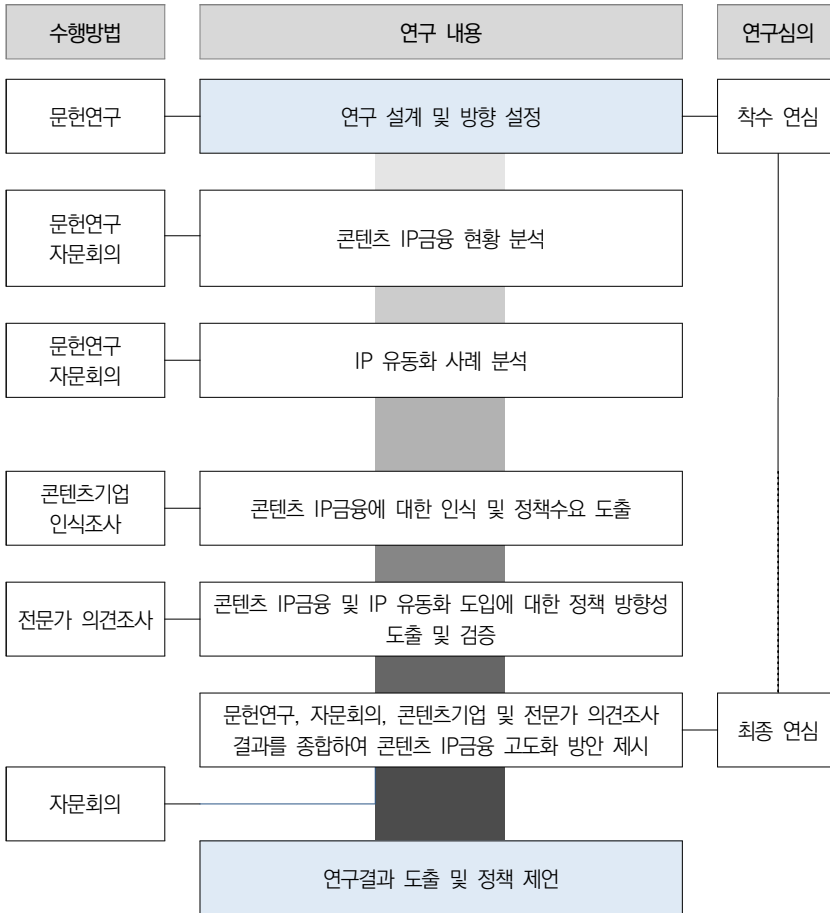 수행방법
연구 내용
연구심의
문헌연구
연구 설계 및 방향 설정
착수 연심
문헌연구
자문회의
콘텐츠 IP금융 현황 분석
문헌연구
자문회의
IP 유동화 사례 분석
콘텐츠기업
인식조사
콘텐츠 IP금융에 대한 인식 및 정책수요 도출
전문가 의견조사
콘텐츠 IP금융 및 IP 유동화 도입에 대한 정책 방향성
도출 및 검증
문헌연구, 자문회의, 콘텐츠기업 및 전문가 의견조사
결과를 종합하여 콘텐츠 IP금융 고도화 방안 제시
최종 연심
자문회의
연구결과 도출 및 정책 제언